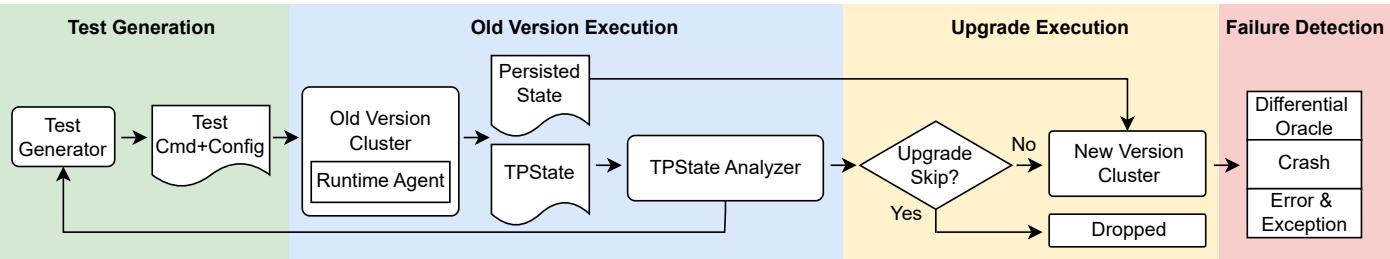 Test Generation
Old Version Execution
Upgrade Execution
Failure Detection
Test
Generator
Test
Cmd+Config
Old Version
Cluster
Runtime Agent
Persisted
State
TPState
TPState Analyzer
Upgrade
Skip?
No
Yes
New Version
Cluster
Dropped
Differential
Oracle
Crash
Error &
Exception